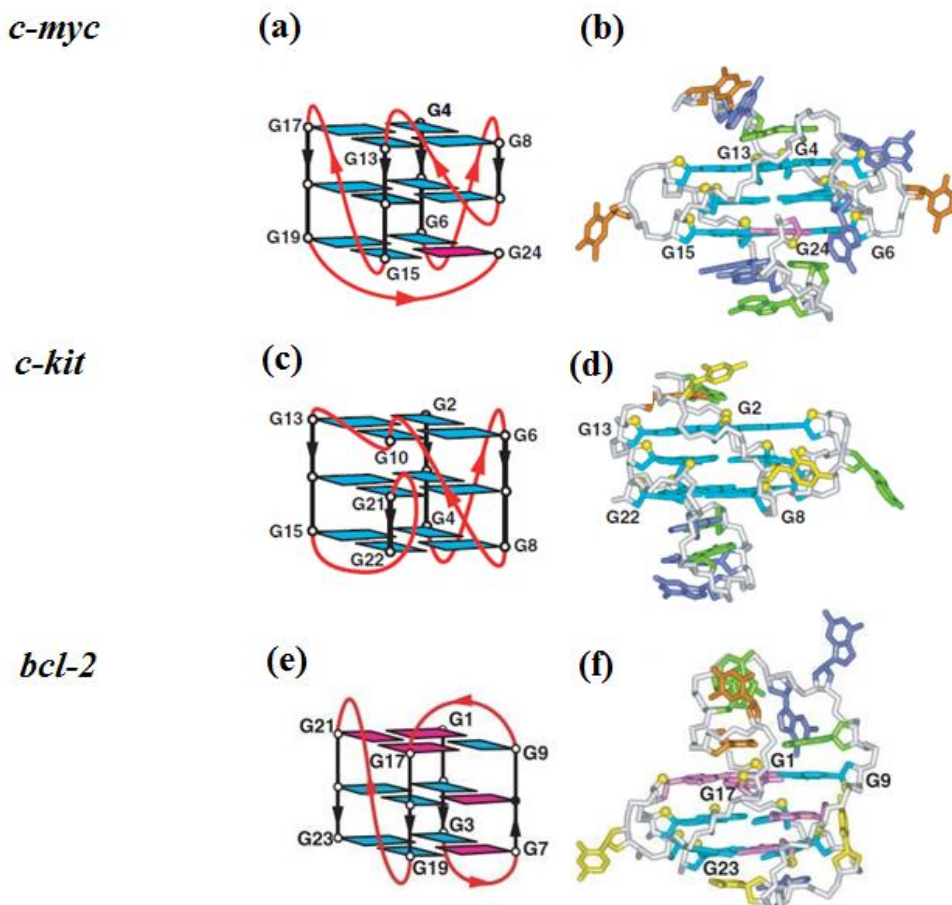 c-myc (a) (b)
G4
G17
G8
G13
G6
G19
G24
G15
G13 G4
G15 G24 G6
c-kit (c) (d)
G13 G2
G6
G10
G21
G15 G4
G8
G22
G2
G13
G22 G8
bcl-2 (e) (f)
G21 G1
G17 G9
G3
G23 G7
G19
G1
G17 G9
G23